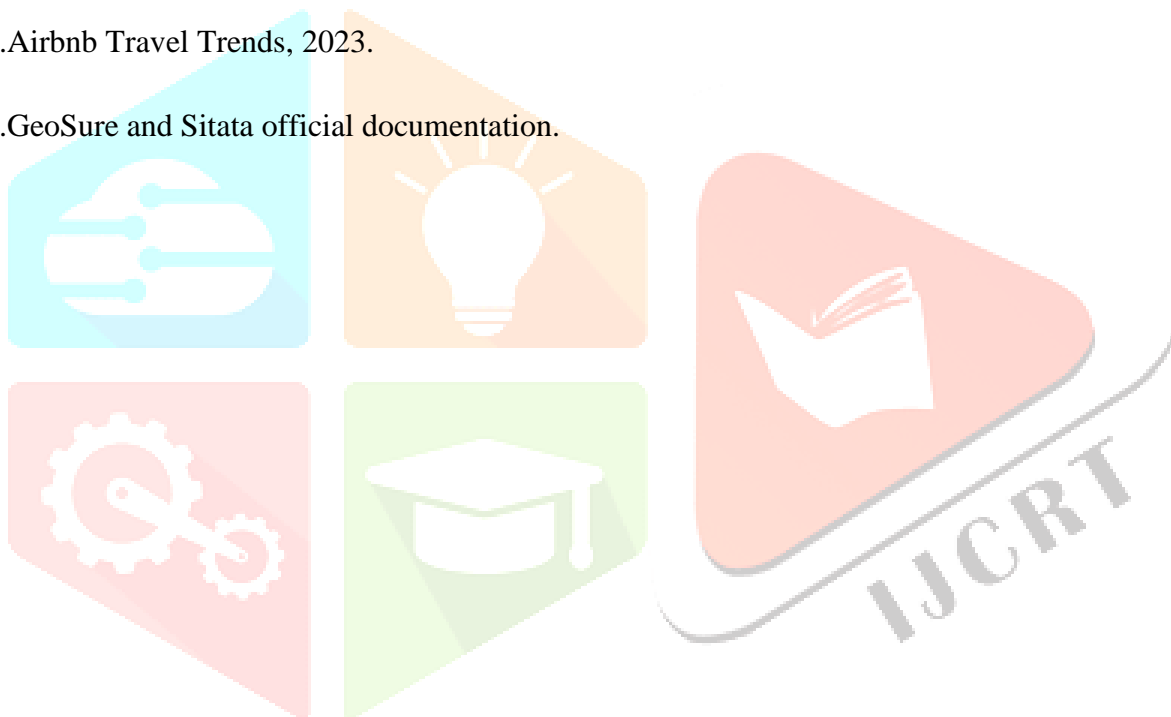 .Airbnb Travel Trends, 2023.
.GeoSure and Sitata official documentation.
IJCRT